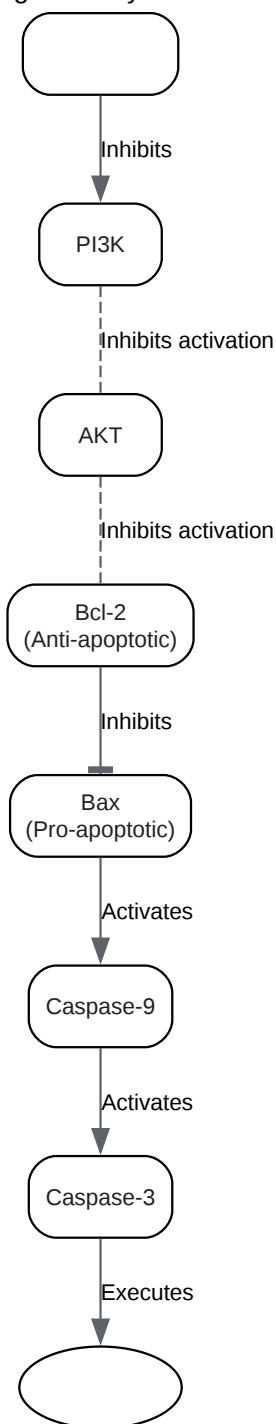 Inhibits
PI3K
Inhibits activation
AKT
Inhibits activation
Bcl-2
(Anti-apoptotic)
Inhibits
Bax
(Pro-apoptotic)
Activates
Caspase-9
Activates
Caspase-3
Executes